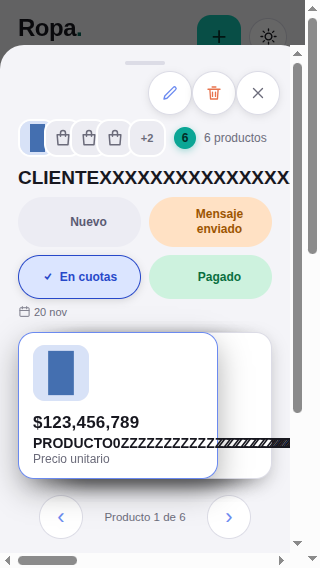 Ropa.
+2
6
6 productos
CLIENTEXXXXXXXXXXXXXXX
Nuevo
Mensaje
enviado
En cuotas
Pagado
20 nov
$123,456,789
Precio unitario
Producto 1 de 6